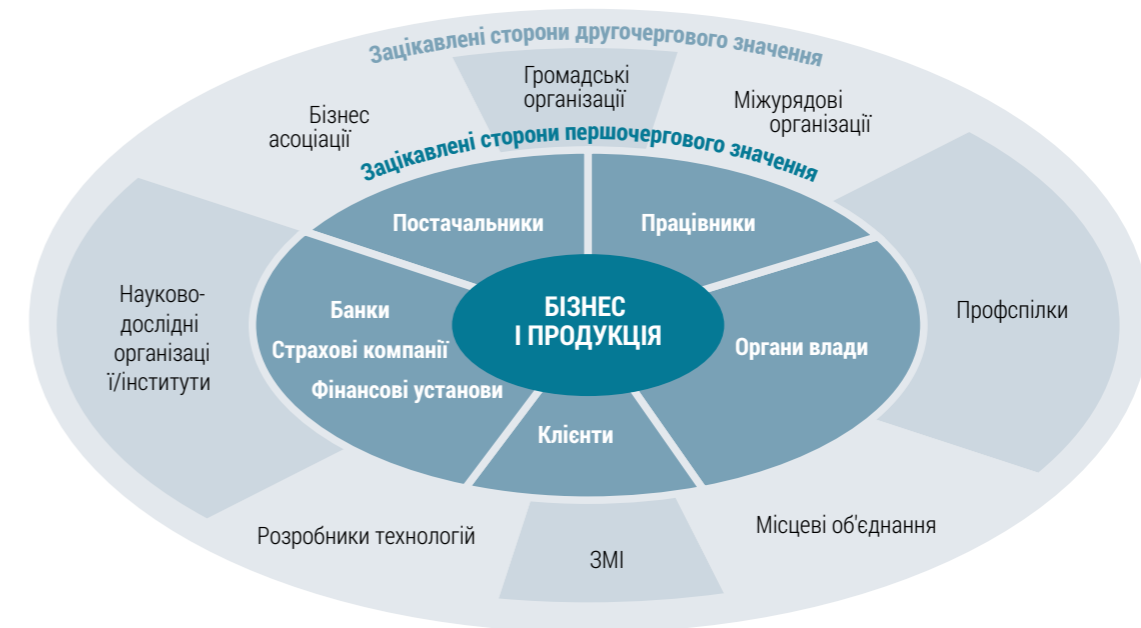 Зацікавлені сторони другочергового значення
Громадські
організації
Бізнес
асоціації
Міжурядові
організації
Зацікавлені сторони першочергового значення
Постачальники
Працівники
Науково-
дослідні
організаці
ї/інститути
Банки
Страхові компанії
Фінансові установи
БІЗНЕС
І ПРОДУКЦІЯ
Органи влади
Профспілки
Клієнти
Розробники технологій
ЗМІ
Місцеві об'єднання